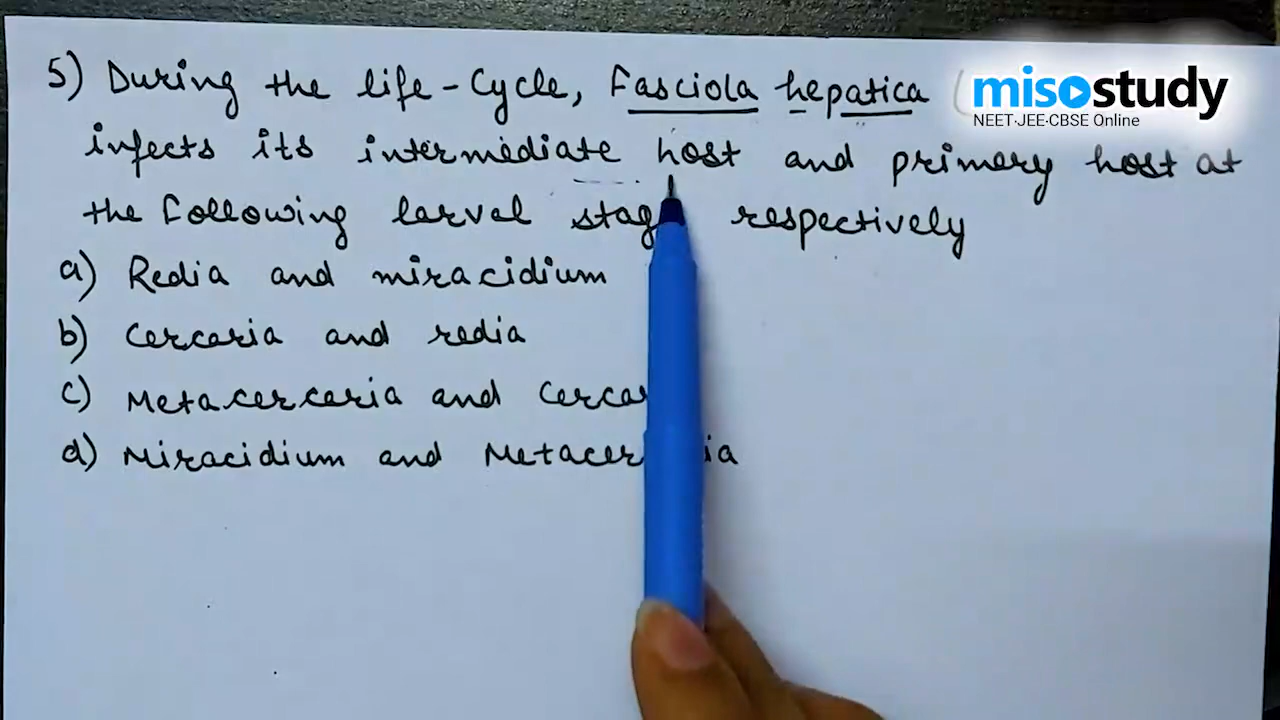 5) During the life-Cycle, Fasciola hepatica (
infects its intermediate host and primary host at
the following larval stag respectively
a) Redia and miracidium
b) Cercaria and redia
c) Metacercaria and Cercar
d) Miracidium and Metacer ia
misostudy
NEET-JEE-CBSE Online